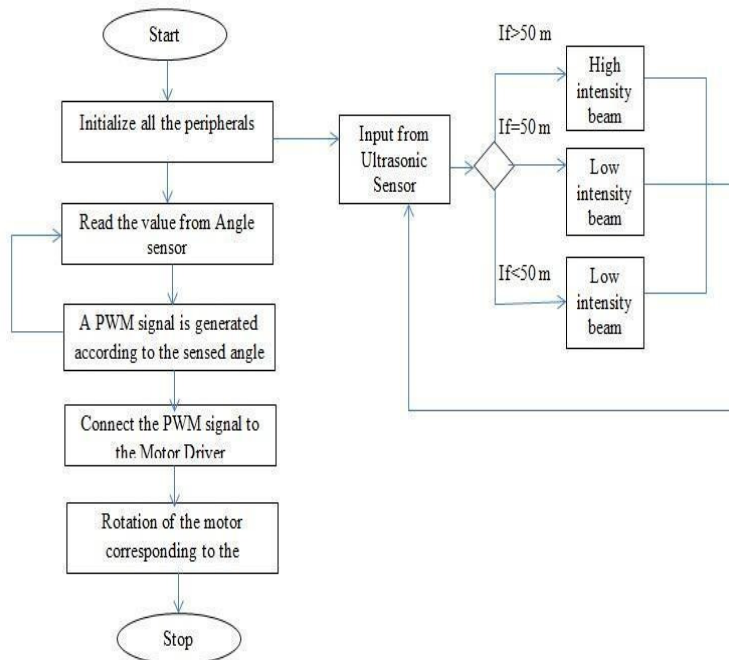 Start
Initialize all the peripherals
Read the value from Angle
sensor
A PWM signal is generated
according to the sensed angle
Connect the PWM signal to
the Motor Driver
Rotation of the motor
corresponding to the
Stop
Input from
Ultrasonic
Sensor
If>50 m
High
intensity
beam
If=50 m
Low
intensity
beam
If<50 m
Low
intensity
beam